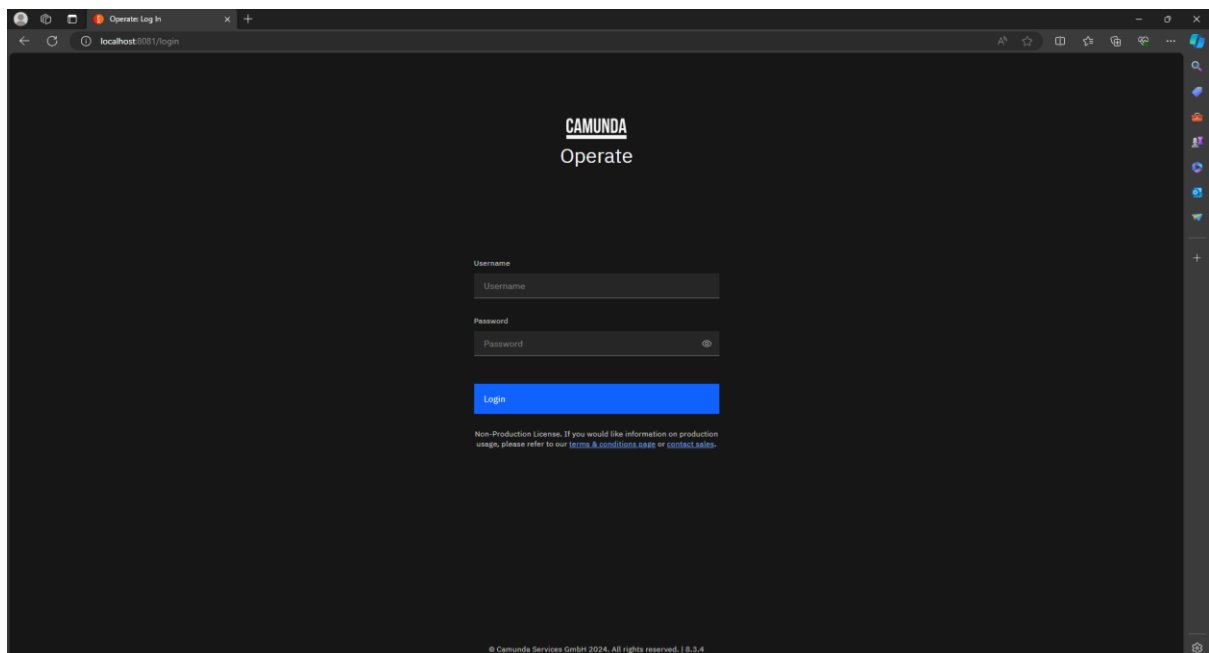 Operate: Log In
localhost:8081/login
CAMUNDA
Operate
Username
Username
Password
Password
Login
Non-Production License. If you would like information on production
usage, please refer to our terms & conditions page or contact sales.
© Camunda Services GmbH 2024. All rights reserved. | 8.3.4